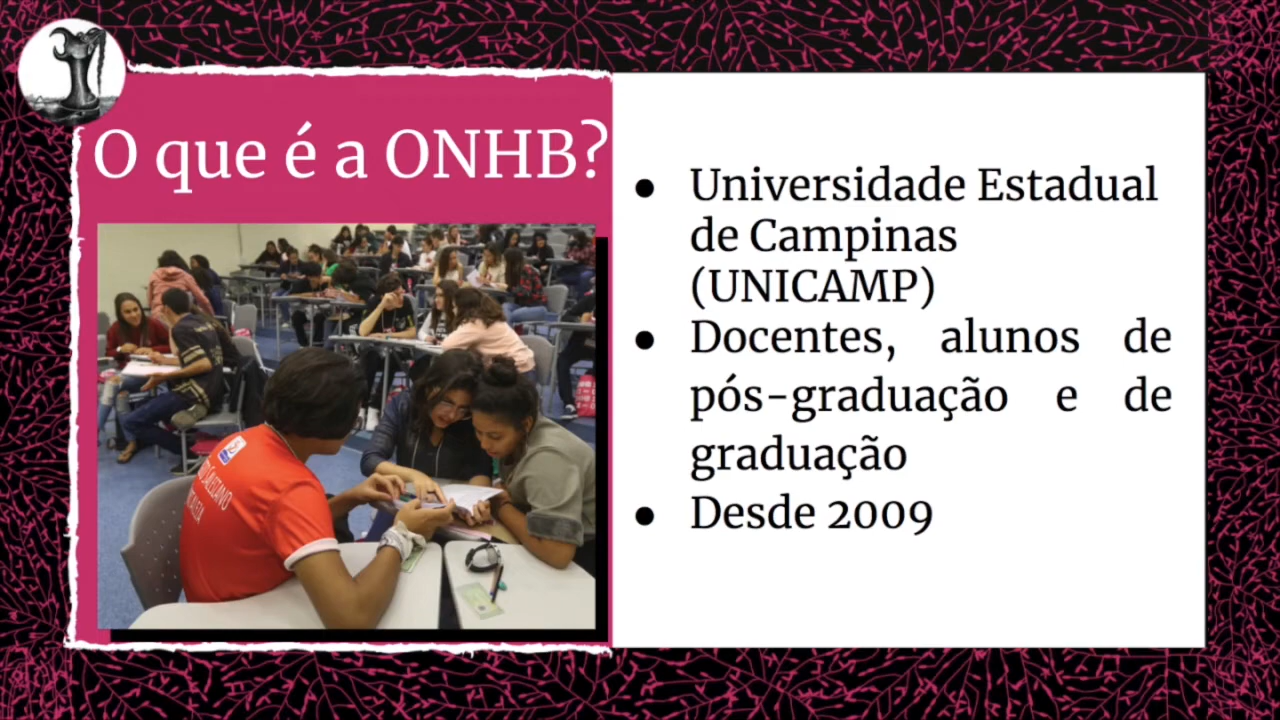 O que é a ONHB?
● Universidade Estadual
de Campinas
(UNICAMP)
● Docentes, alunos de
pós-graduação e de
graduação
● Desde 2009